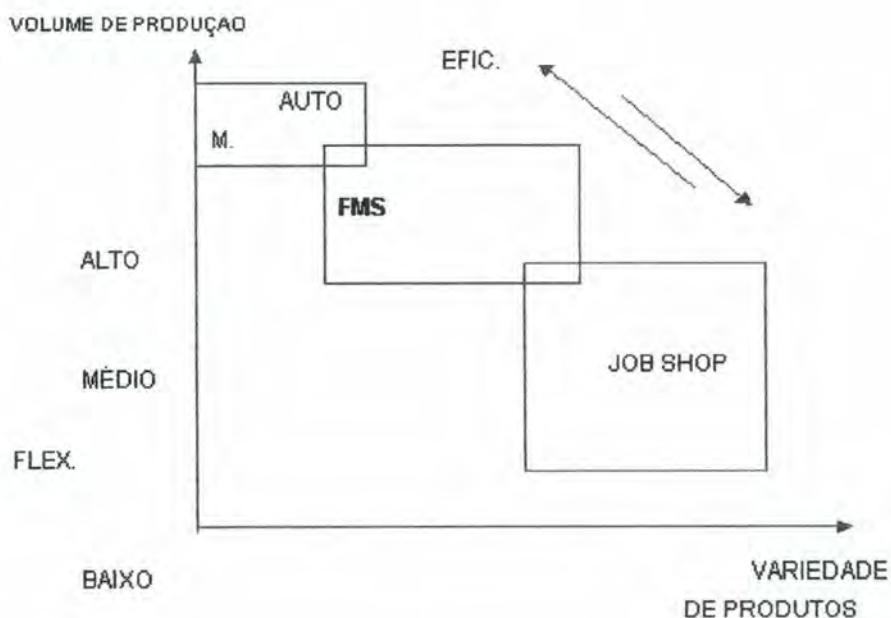 VOLUME DE PRODUÇAO
EFIC.
AUTO
M.
FMS
ALTO
JOB SHOP
MÉDIO
FLEX.
BAIXO
VARIEDADE
DE PRODUTOS